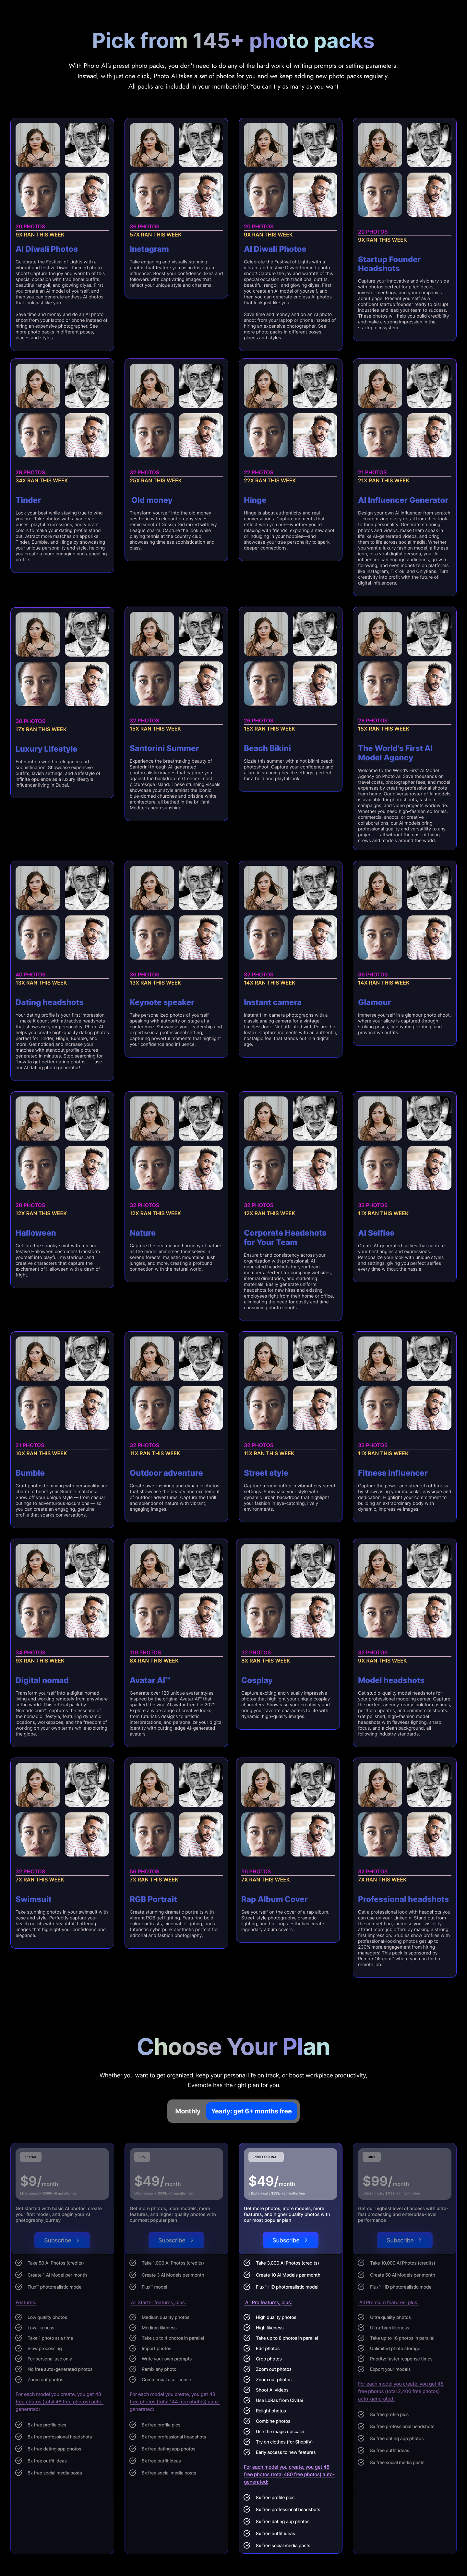 Pick from 145+ photo packs
With Photo AI's preset photo packs, you don't need to do any of the hard work of writing prompts or setting parameters.
Instead, with just one click, Photo AI takes a set of photos for you and we keep adding new photo packs regularly.
All packs are included in your membership! You can try as many as you want
20 PHOTOS
9X RAN THIS WEEK
AI Diwali Photos
Celebrate the Festival of Lights with a
vibrant and festive Diwali-themed photo
shoot! Capture the joy and warmth of this
special occasion with traditional outfits,
beautiful rangoli, and glowing diyas. First
you create an AI model of yourself, and
then you can generate endless AI photos
that look just like you.
Save time and money and do an AI photo
shoot from your laptop or phone instead of
hiring an expensive photographer. See
more photo packs in different poses,
places and styles.
36 PHOTOS
57X RAN THIS WEEK
Instagram
Take engaging and visually stunning
photos that feature you as an Instagram
influencer. Boost your confidence, likes and
followers with captivating images that
reflect your unique style and charisma.
20 PHOTOS
9X RAN THIS WEEK
AI Diwali Photos
Celebrate the Festival of Lights with a
vibrant and festive Diwali-themed photo
shoot! Capture the joy and warmth of this
special occasion with traditional outfits,
beautiful rangoli, and glowing diyas. First
you create an AI model of yourself, and
then you can generate endless AI photos
that look just like you.
Save time and money and do an AI photo
shoot from your laptop or phone instead of
hiring an expensive photographer. See
more photo packs in different poses,
places and styles.
20 PHOTOS
9X RAN THIS WEEK
Startup Founder
Headshots
Capture your innovative and visionary side
with photos perfect for pitch decks,
investor meetings, and your company's
about page. Present yourself as a
confident startup founder ready to disrupt
industries and lead your team to success.
These photos will help you build credibility
and make a strong impression in the
startup ecosystem.
29 PHOTOS
34X RAN THIS WEEK
Tinder
Look your best while staying true to who
you are. Take photos with a variety of
poses, playful expressions, and vibrant
colors to make your dating profile stand
out. Attract more matches on apps like
Tinder, Bumble, and Hinge by showcasing
your unique personality and style, helping
you create a more engaging and appealing
profile.
32 PHOTOS
25X RAN THIS WEEK
Old money
Transform yourself into the old money
aesthetic with elegant preppy styles,
reminiscent of Gossip Girl mixed with Ivy
League charm. Capture the essence of
wealth and privilege while playing tennis
or polo at the country club,
showcasing timeless sophistication and
class.
22 PHOTOS
22X RAN THIS WEEK
Hinge
Hinge is about authenticity and real
conversations. Capture moments that
reflect who you are—whether you're
relaxing with friends, exploring a new spot,
or indulging in your hobbies—and
showcase your true personality to spark
deeper connections.
21 PHOTOS
21X RAN THIS WEEK
AI Influencer Generator
Design your own AI influencer from scratch
—customizing every detail from their look
to their personality. Generate stunning
photos and videos, make them speak in
lifelike AI-generated videos, and bring
them to life across social media. Whether
you want a luxury fashion model, a fitness
icon, or a viral digital persona, your AI
influencer can engage audiences, grow a
following, and even monetize on platforms
like Instagram, TikTok, and OnlyFans. Turn
creativity into profit with the future of
digital influencers.
30 PHOTOS
17X RAN THIS WEEK
Luxury Lifestyle
Enter into a world of elegance and
sophistication. Showcase expensive
outfits, lavish settings, and a lifestyle of
infinite opulence as a luxury lifestyle
influencer living in Dubai.
32 PHOTOS
15X RAN THIS WEEK
Santorini Summer
Experience the breathtaking beauty of
Santorini through AI-generated
photorealistic images that capture you
against the backdrop of Greece's most
picturesque island. These stunning visuals
showcase your style amidst the iconic
blue-domed churches and pristine white
architecture, all bathed in the brilliant
Mediterranean sunshine.
29 PHOTOS
15X RAN THIS WEEK
Beach Bikini
Sizzle this summer with a hot bikini beach
photoshoot. Capture your confidence and
allure in stunning beach settings, perfect
for a bold and playful look.
28 PHOTOS
15X RAN THIS WEEK
The World's First AI
Model Agency
Welcome to the World's First AI Model
Agency on Photo AI! Save thousands on
travel costs, photographer fees, and model
expenses by creating professional shoots
from home. Our diverse roster of AI models
is available for photoshoots, fashion
campaigns, and video projects worldwide.
Whether you need high-fashion editorials,
commercial shoots, or creative
collaborations, our AI models bring
professional quality and versatility to any
project — all without the cost of flying
crews and models around the world.
40 PHOTOS
13X RAN THIS WEEK
Dating headshots
Your dating profile is your first impression
—make it count with attractive headshots
that showcase your personality. Photo AI
helps you create high-quality dating photos
perfect for Tinder, Hinge, Bumble, and
more. Get noticed and increase your
matches with standout profile pictures
generated in minutes. Stop searching for
"how to get better dating photos" — use
our AI dating photo generator!
36 PHOTOS
13X RAN THIS WEEK
Keynote speaker
Take personalized photos of yourself
speaking with authority on stage at a
conference. Showcase your leadership and
expertise in a professional setting,
capturing powerful moments that highlight
your confidence and influence.
32 PHOTOS
14X RAN THIS WEEK
Instant camera
Instant film camera photographs with a
classic analog camera for a vintage,
timeless look. Not affiliated with Fminst or
Insta. Capture moments with an authentic,
nostalgic feel that stands out in a digital
age.
36 PHOTOS
14X RAN THIS WEEK
Glamour
Immerse yourself in a glamour photo shoot,
where your allure is captured through
charming poses, captivating lighting, and
provocative outfits.
20 PHOTOS
12X RAN THIS WEEK
Halloween
Get into the spooky spirit with fun and
festive Halloween costumes! Transform
yourself into playful, mysterious, and
creative characters that capture the
excitement of Halloween with a dash of
fright.
32 PHOTOS
12X RAN THIS WEEK
Nature
Capture the beauty and harmony of nature
as the model immerses themselves in
serene forests, majestic mountains, lush
jungles, and more, creating a profound
connection with the natural world.
32 PHOTOS
12X RAN THIS WEEK
Corporate Headshots
for Your Team
Ensure brand consistency across your
organization with professional, AI-
generated headshots for your team
members. Perfect for company websites,
internal directories, and marketing
materials. Easily generate uniform
headshots for new hires and existing
employees right from their home or office,
eliminating the need for costly and time-
consuming photo shoots.
32 PHOTOS
11X RAN THIS WEEK
AI Selfies
Create AI-generated selfies that capture
your best angles and expressions.
Personalize your look with unique styles
and settings, giving you perfect selfies
every time without the hassle.
21 PHOTOS
10X RAN THIS WEEK
Bumble
Craft photos brimming with personality and
charm to boost your Bumble matches.
Show off your unique vibe — from casual
outings to adventurous excursions — so
you can create an engaging, genuine
profile that sparks conversations.
32 PHOTOS
11X RAN THIS WEEK
Outdoor adventure
Create awe-inspiring and dynamic photos
that showcase the beauty and excitement
of outdoor adventures. Capture the thrill
and splendor of nature with vibrant,
engaging images.
32 PHOTOS
11X RAN THIS WEEK
Street style
Capture trendy outfits in vibrant city street
settings. Showcase your style with
dynamic urban backdrops that highlight
your fashion in eye-catching, lively
environments.
32 PHOTOS
11X RAN THIS WEEK
Fitness influencer
Capture the power and strength of fitness
by showcasing your muscular physique and
dedication. Highlight your commitment to
building an extraordinary body with
dynamic, impressive images.
34 PHOTOS
9X RAN THIS WEEK
Digital nomad
Transform yourself into a digital nomad,
living and working remotely from anywhere
in the world. This official pack by
Nomads.com™, captures the essence of
the nomadic lifestyle, featuring dynamic
locations, workspaces, and the freedom of
working on your own terms while exploring
the globe.
119 PHOTOS
8X RAN THIS WEEK
Avatar AI™
Generate over 120 unique avatar styles
inspired by the original Avatar AI™ that
sparked the viral AI avatar trend in 2022.
Explore a wide range of creative looks,
from futuristic designs to artistic
interpretations, and personalize your digital
identity with cutting-edge AI-generated
avatars
32 PHOTOS
8X RAN THIS WEEK
Cosplay
Capture exciting and visually impressive
photos that highlight your unique cosplay
characters. Showcase your creativity and
bring your favorite characters to life with
dynamic, high-quality images.
32 PHOTOS
9X RAN THIS WEEK
Model headshots
Get studio-quality model headshots for
your professional modeling career. Capture
the perfect agency-ready look for castings,
portfolio updates, and commercial shoots.
Get polished, high-fashion model
headshots with flawless lighting, sharp
focus, and a clean background, all
following industry standards.
32 PHOTOS
7X RAN THIS WEEK
Swimsuit
Take stunning photos in your swimsuit with
ease and style. Perfectly capture your
beach outfits with beautiful, flattering
images that highlight your confidence and
elegance.
56 PHOTOS
7X RAN THIS WEEK
RGB Portrait
Create stunning dramatic portraits with
vibrant RGB gel lighting. Featuring bold
color contrasts, cinematic lighting, and a
futuristic cyberpunk aesthetic perfect for
editorial and fashion photography.
56 PHOTOS
7X RAN THIS WEEK
Rap Album Cover
See yourself on the cover of a rap album.
Street-style photography, dramatic
lighting, and hip-hop aesthetics create
legendary album covers.
32 PHOTOS
7X RAN THIS WEEK
Professional headshots
Get a professional look with headshots you
can use on your LinkedIn. Stand out from
the competition, increase your visibility,
attract more job offers by making a strong
first impression. Studies show profiles with
professional-looking photos get up to
230% more engagement from hiring
managers! This pack is sponsored by
RemoteOK.com™ where you can find a
remote job.
Choose Your Plan
Whether you want to get organized, keep your personal life on track, or boost workplace productivity,
Evernote has the right plan for you.
Monthly
Yearly: get 6+ months free
Starter
$9/month
Get started with basic AI photos, create
your first model, and begin your AI
photography journey
Subscribe
Take 50 AI Photos (credits)
Create 1 AI Model per month
Flux™ photorealistic model
Features:
Low quality photos
Low likeness
Take 1 photo at a time
Slow processing
For personal use only
No free auto-generated photos
Zoom out photos
For each model you create, you get 48
free photos (total 48 free photos) auto-
generated:
8x free profile pics
8x free professional headshots
8x free dating app photos
8x free outfit ideas
8x free social media posts
Pro
$49/month
Get more photos, more models, more
features, and higher quality photos with
our most popular plan
Subscribe
Take 1,000 AI Photos (credits)
Create 3 AI Models per month
Flux™ model
All Starter features, plus:
Medium quality photos
Medium likeness
Take up to 4 photos in parallel
Import photos
Write your own prompts
Remix any photo
Commercial use license
For each model you create, you get 48
free photos (total 144 free photos) auto-
generated:
8x free profile pics
8x free professional headshots
8x free dating app photos
8x free outfit ideas
8x free social media posts
PROFESSIONAL
$49/month
Get more photos, more models, more
features, and higher quality photos with
our most popular plan
Subscribe
Take 3,000 AI Photos (credits)
Create 10 AI Models per month
Flux™ HD photorealistic model
All Pro features, plus:
High quality photos
High likeness
Take up to 8 photos in parallel
Edit photos
Crop photos
Zoom out photos
Zoom out photos
Shoot AI videos
Use LoRas from Civitai
Relight photos
Combine photos
Use the magic upscaler
Try on clothes (for Shopify)
Early access to new features
For each model you create, you get 48
free photos (total 480 free photos) auto-
generated:
8x free profile pics
8x free professional headshots
8x free dating app photos
8x free outfit ideas
8x free social media posts
Ultra
$99/month
Get our highest level of access with ultra-
fast processing and enterprise-level
performance
Subscribe
Take 10,000 AI Photos (credits)
Create 50 AI Models per month
Flux™ HD photorealistic model
All Premium features, plus:
Ultra quality photos
Ultra-high likeness
Take up to 16 photos in parallel
Unlimited photo storage
Priority: faster response times
Export your models
For each model you create, you get 48
free photos (total 2,400 free photos)
auto-generated:
8x free profile pics
8x free professional headshots
8x free dating app photos
8x free outfit ideas
8x free social media posts